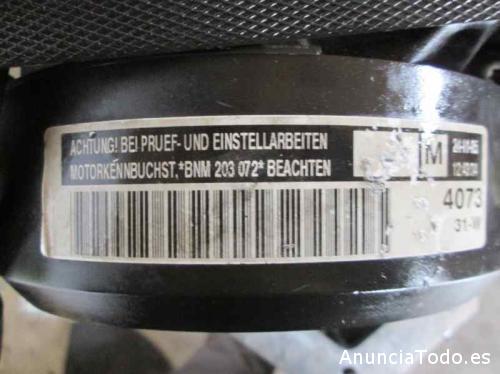 ACHTUNG! BEI PRUEF- UND EINSTELLARBEITEN
MOTORKENNBUCHST. *BNM 203 072* BEACHTEN
M
4073
31-W
AnunciaTodo.es